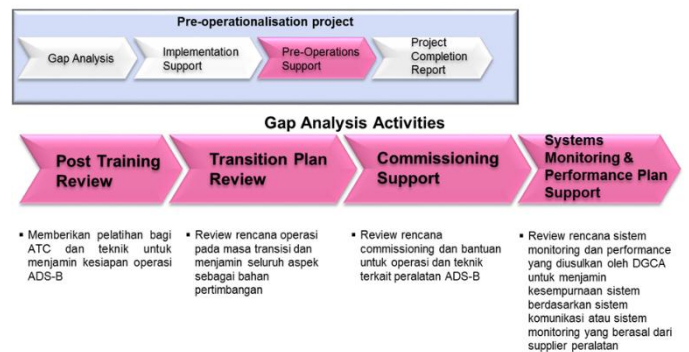 Pre-operationalisation project
Gap Analysis
Implementation
Support
Pre-Operations
Support
Project
Completion
Report
Gap Analysis Activities
Post Training
Review
Transition Plan
Review
Commissioning
Support
Systems
Monitoring &
Performance Plan
Support
▪ Memberikan pelatihan bagi
ATC dan teknik untuk
menjamin kesiapan operasi
ADS-B
▪ Review rencana operasi
pada masa transisi dan
menjamin seluruh aspek
sebagai bahan
pertimbangan
▪ Review rencana
commissioning dan bantuan
untuk operasi dan teknik
terkait peralatan ADS-B
▪ Review rencana sistem
monitoring dan performance
yang diusulkan oleh DGCA
untuk menjamin
kesempurnaan sistem
berdasarkan sistem
komunikasi atau sistem
monitoring yang berasal dari
supplier peralatan